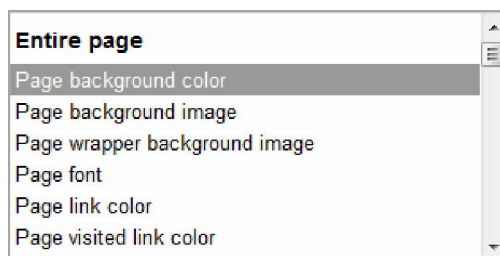 Entire page
Page background color
Page background image
Page wrapper background image
Page font
Page link color
Page visited link color